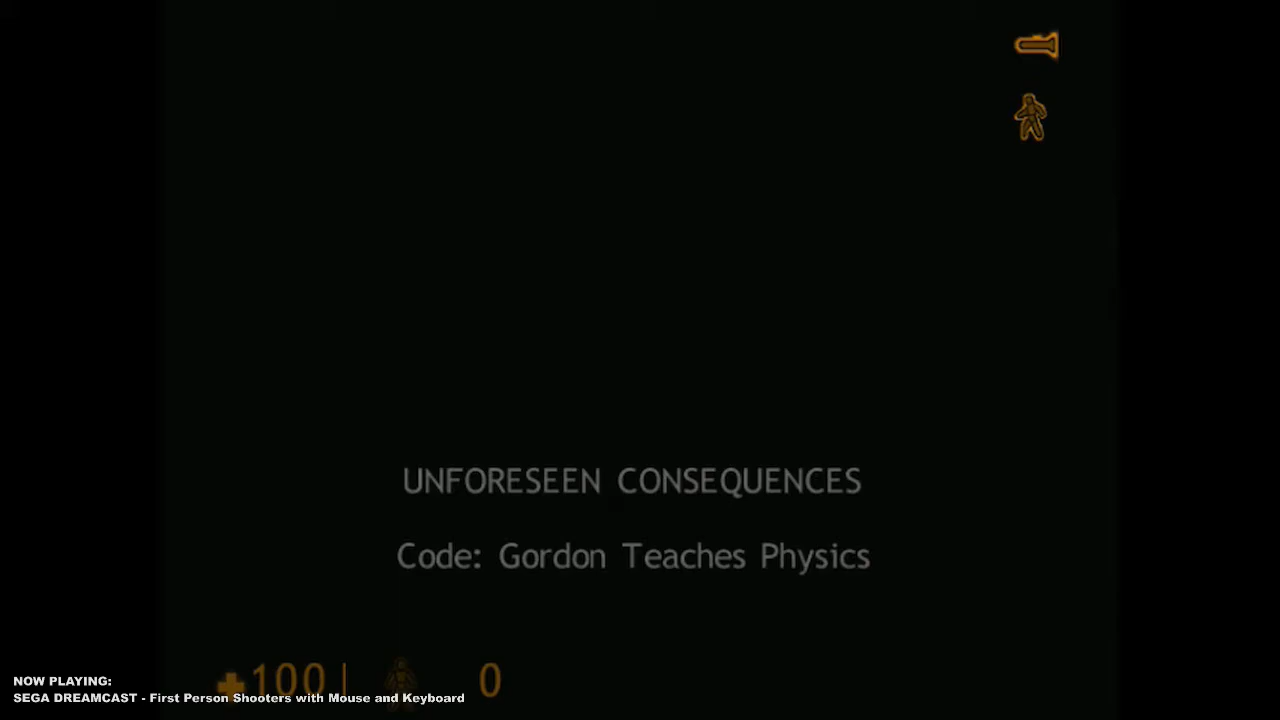 UNFORESEEN CONSEQUENCES
Code: Gordon Teaches Physics
100 | 0
NOW PLAYING:
SEGA DREAMCAST - First Person Shooters with Mouse and Keyboard